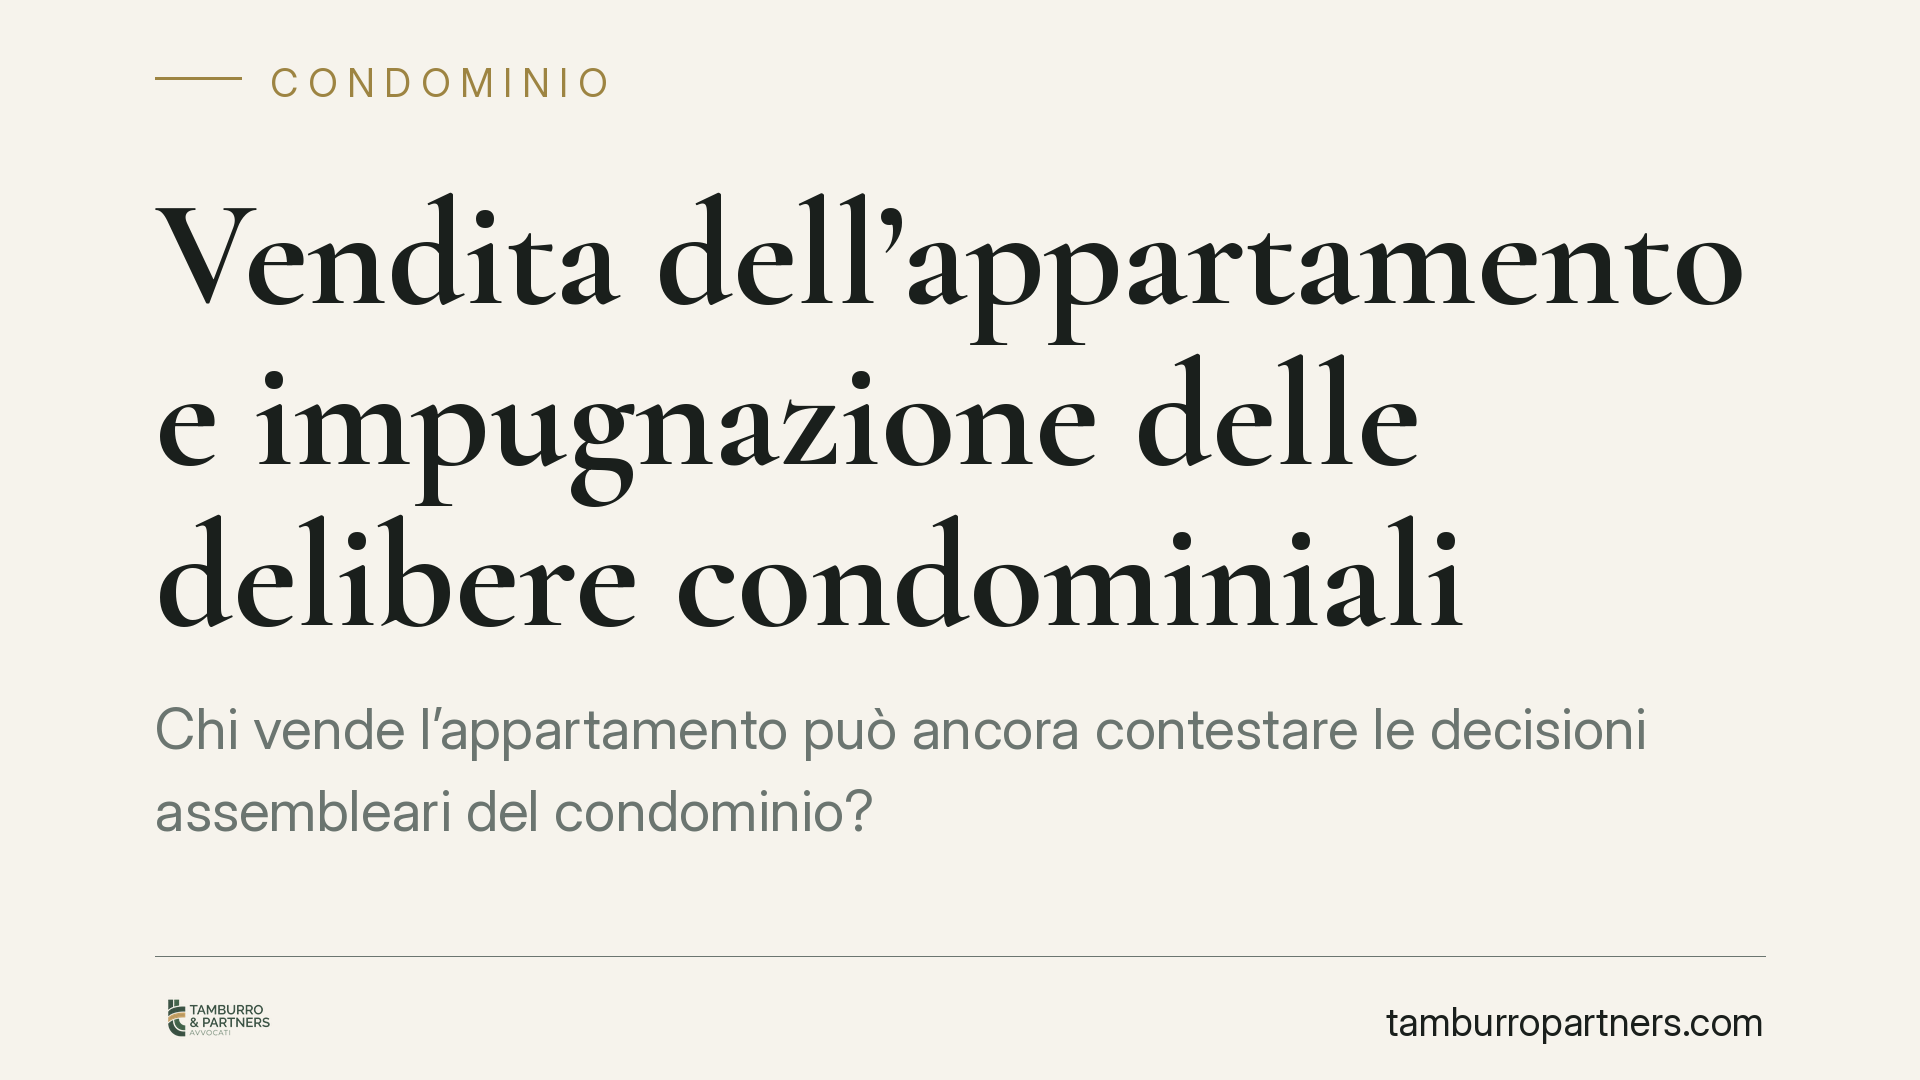 CONDOMINIO
Vendita dell’appartamento
e impugnazione delle
delibere condominiali
Chi vende l’appartamento può ancora contestare le decisioni
assembleari del condominio?
TAMBURRO
& PARTNERS
AVVOCATI
tamburropartners.com